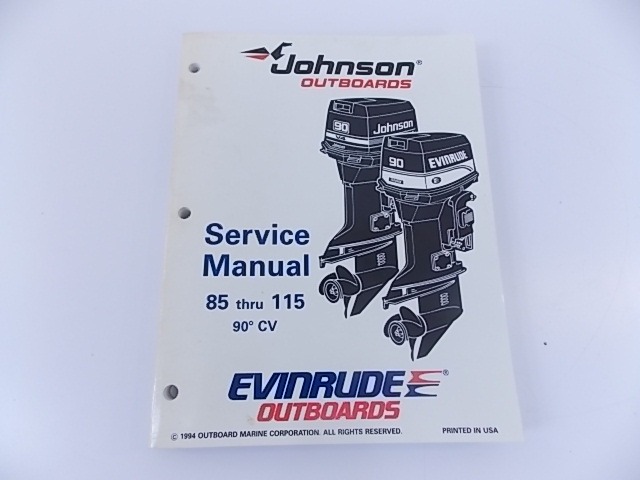 Johnson®
OUTBOARDS
90
Johnson
90
EVINRUDE
Service
Manual
85 thru 115
90° CV
EVINRUDE®
OUTBOARDS
© 1994 OUTBOARD MARINE CORPORATION. ALL RIGHTS RESERVED.
PRINTED IN USA